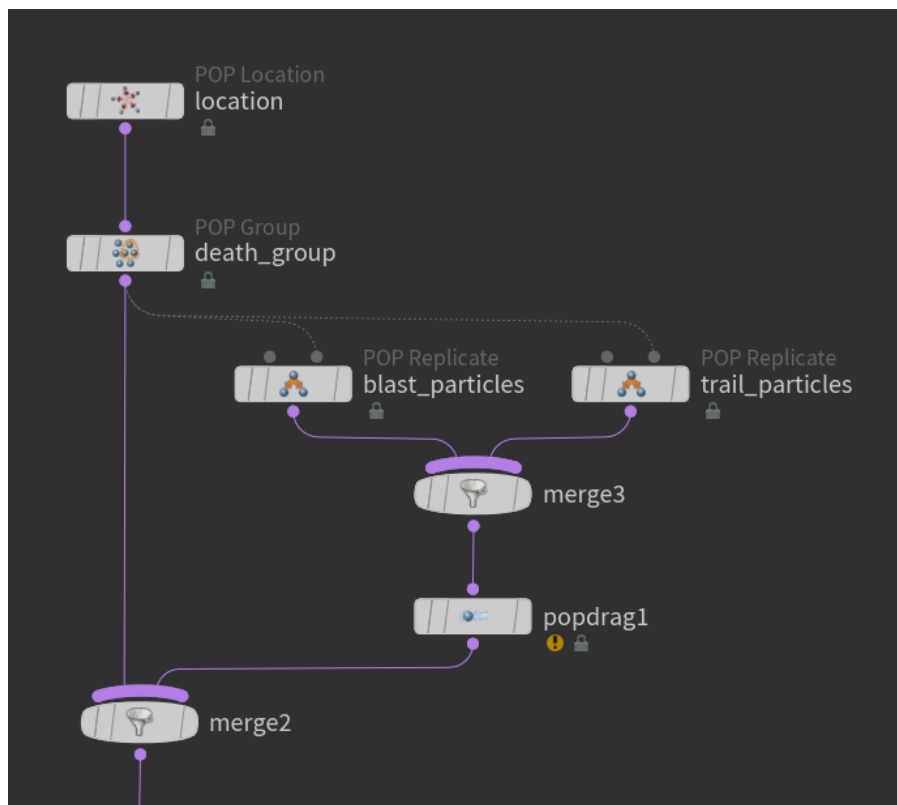 POP Location
location
POP Group
death_group
POP Replicate
blast_particles
POP Replicate
trail_particles
merge3
popdrag1
merge2